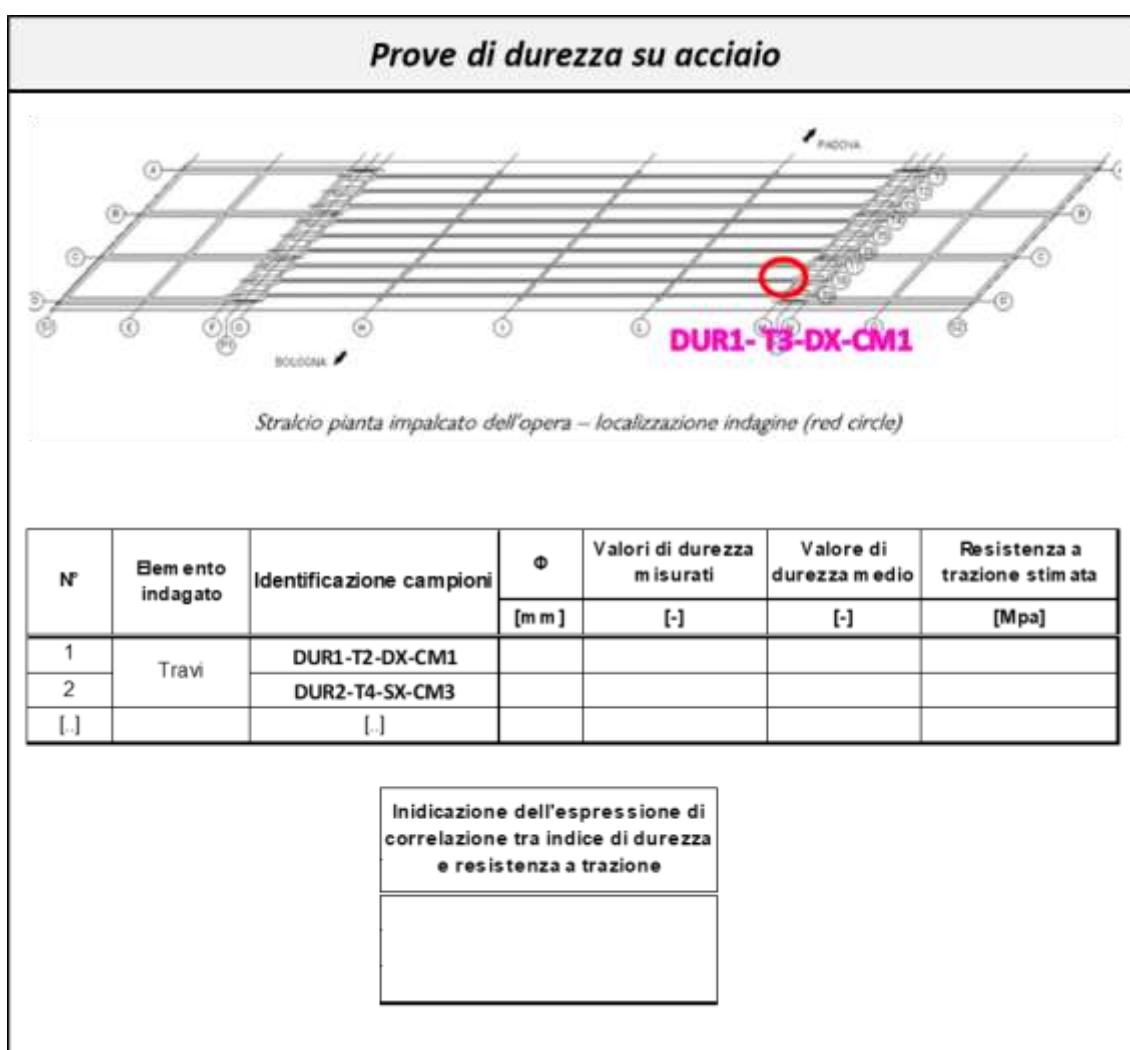 Prove di durezza su acciaio
PADOVA
A
B B
C C
D D
E H I
BOLOGNA
DUR1- T3-DX-CM1
Stralcio pianta impalcato dell'opera – localizzazione indagine (red circle)
N° Elemento indagato Identificazione campioni Φ Valori di durezza misurati Valore di durezza medio Resistenza a trazione stimata
[mm] [-] [-] [Mpa]
1 Travi DUR1-T2-DX-CM1
2 DUR2-T4-SX-CM3
[..] [..]
Inidicazione dell'espressione di
correlazione tra indice di durezza
e resistenza a trazione